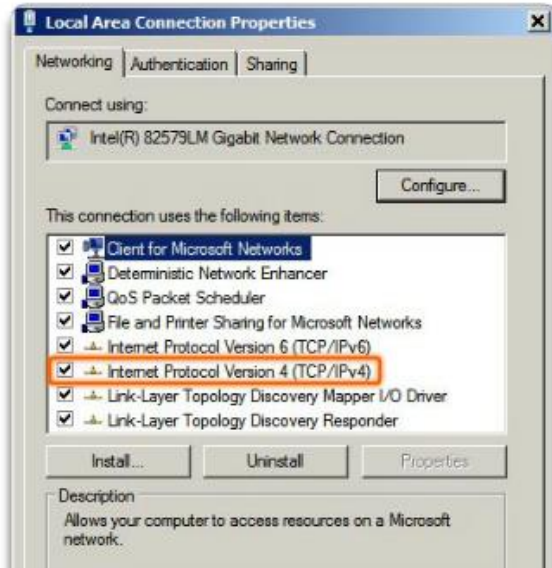 Local Area Connection Properties
Networking
Authentication
Sharing
Connect using:
Intel(R) 82579LM Gigabit Network Connection
Configure...
This connection uses the following items:
Client for Microsoft Networks
Deterministic Network Enhancer
QoS Packet Scheduler
File and Printer Sharing for Microsoft Networks
Internet Protocol Version 6 (TCP/IPv6)
Internet Protocol Version 4 (TCP/IPv4)
Link-Layer Topology Discovery Mapper I/O Driver
Link-Layer Topology Discovery Responder
Install...
Uninstall
Properties
Description
Allows your computer to access resources on a Microsoft
network.